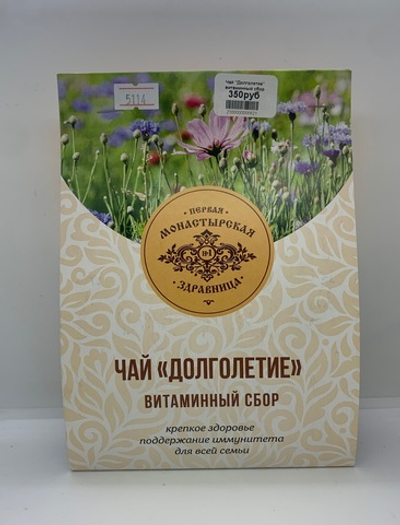 5114
Чай "Долголетие"
витаминный сбор
350руб
ПЕРВАЯ
МОНАСТЫРСКАЯ
№1
ЗДРАВНИЦА
ЧАЙ «ДОЛГОЛЕТИЕ»
ВИТАМИННЫЙ СБОР
крепкое здоровье
поддержание иммунитета
для всей семьи